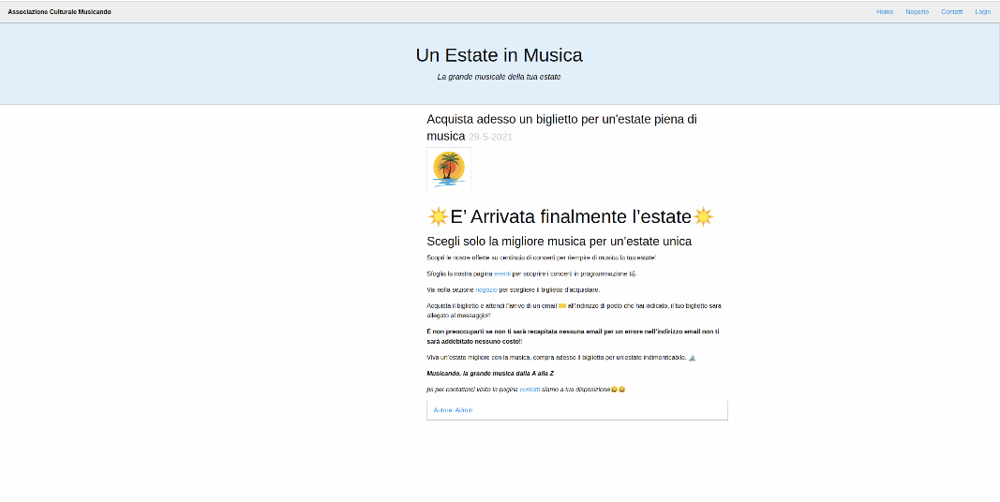 Associazione Culturale Musicando
Home Negozio Contatti Login
Un Estate in Musica
La grande musicale della tua estate
Acquista adesso un biglietto per un'estate piena di
musica 29-5-2021
☀️E’ Arrivata finalmente l’estate☀️
Scegli solo la migliore musica per un’estate unica
Scopri le nostre offerte su centinaia di concerti per riempire di musica la tua estate!
Sfoglia la nostra pagina eventi per scoprire i concerti in programmazione 🎼.
Vai nella sezione negozio per scegliere il biglietto d’acquistare.
Acquista il biglietto e attendi l’arrivo di un email ✉️ all’indirizzo di posto che hai indicato, il tuo biglietto sarà
allegato al messaggio!!
E non preoccuparti se non ti sarà recapitata nessuna email per un errore nell’indirizzo email non ti
sarà addebitato nessuno costo!!
Viva un’estate migliore con la musica, compra adesso il biglietto per un’estate indimenticabile. ⛵
Musicando, la grande musica dalla A alla Z
ps per contattarci visita la pagina contatti siamo a tua disposizione😄😄
Autore: Admin